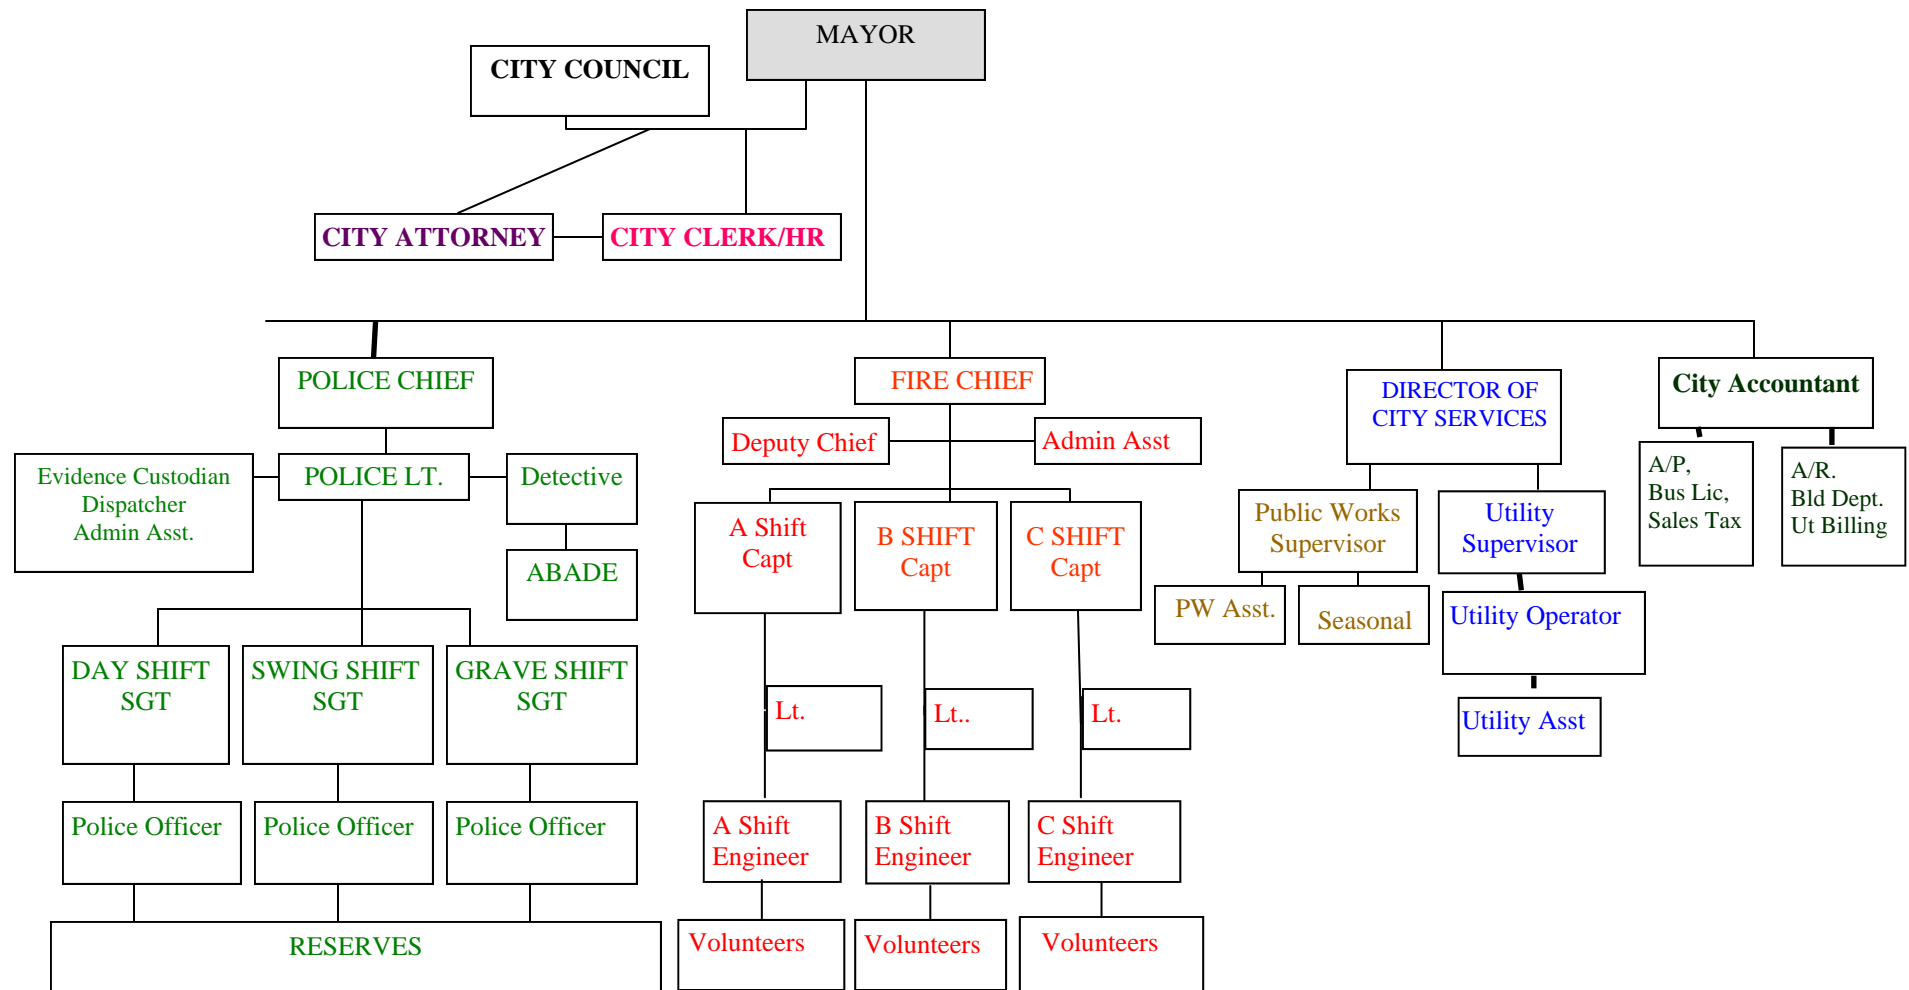 MAYOR
CITY COUNCIL
CITY ATTORNEY
CITY CLERK/HR
POLICE CHIEF
FIRE CHIEF
DIRECTOR OF
CITY SERVICES
City Accountant
Deputy Chief
Admin Asst
Evidence Custodian
Dispatcher
Admin Asst.
POLICE LT.
Detective
ABADE
A Shift
Capt
B SHIFT
Capt
C SHIFT
Capt
Public Works
Supervisor
Utility
Supervisor
A/P,
Bus Lic,
Sales Tax
A/R.
Bld Dept.
Ut Billing
PW Asst.
Seasonal
Utility Operator
Utility Asst
DAY SHIFT
SGT
SWING SHIFT
SGT
GRAVE SHIFT
SGT
Lt.
Lt..
Lt.
Police Officer
Police Officer
Police Officer
A Shift
Engineer
B Shift
Engineer
C Shift
Engineer
RESERVES
Volunteers
Volunteers
Volunteers